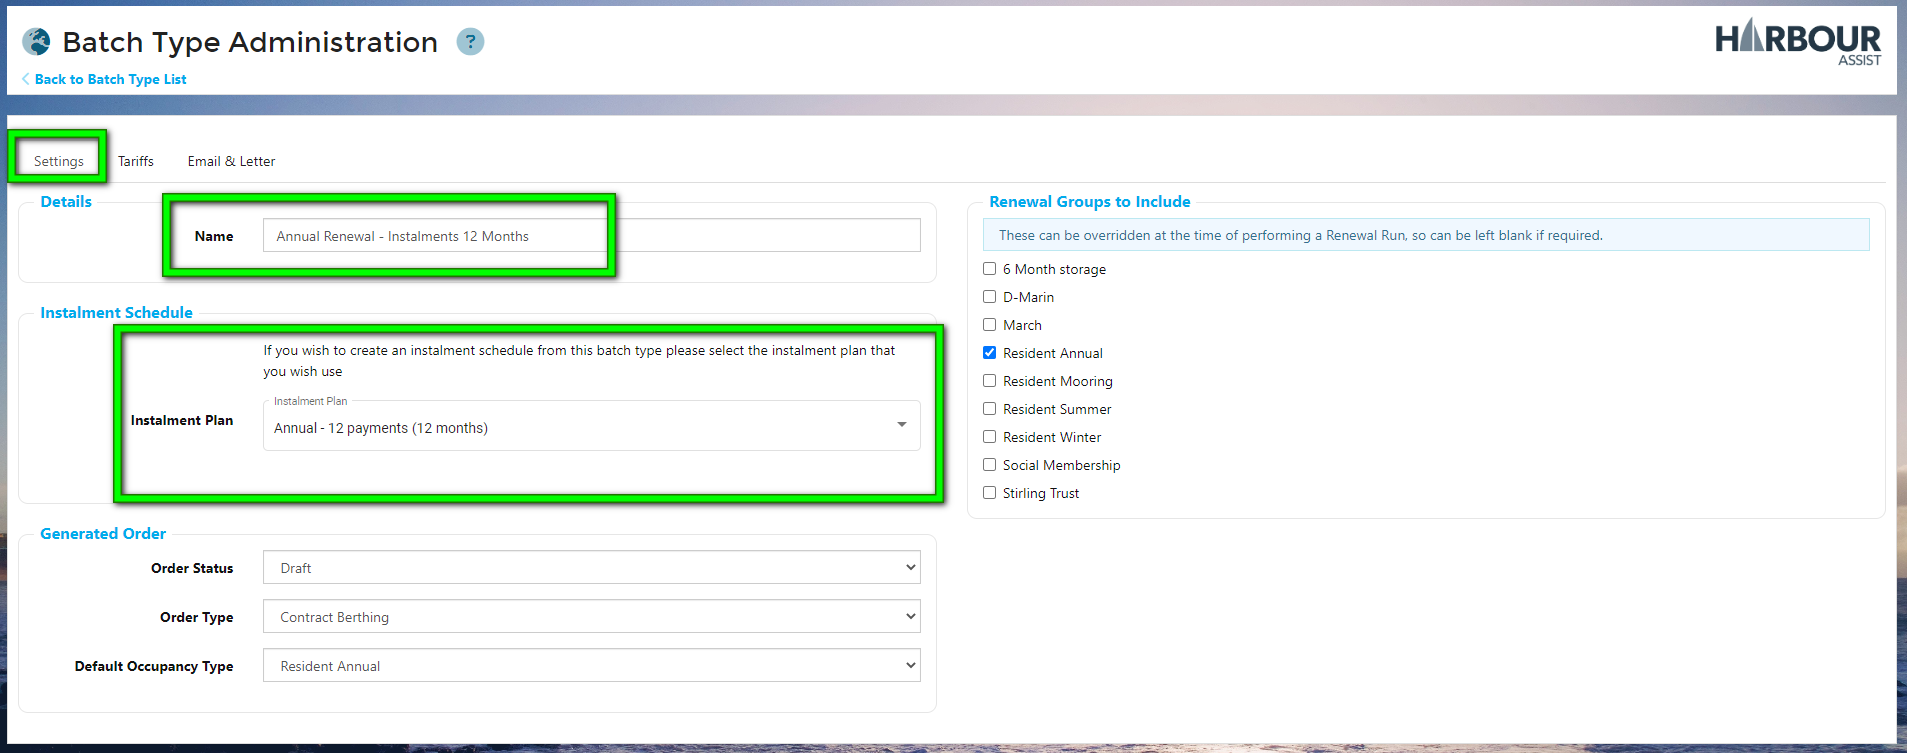 Batch Type Administration ?
Back to Batch Type List
HARBOUR
ASSIST
Settings Tariffs Email & Letter
Details
Name Annual Renewal - Instalments 12 Months
Instalment Schedule
If you wish to create an instalment schedule from this batch type please select the instalment plan that
you wish use
Instalment Plan
Instalment Plan Annual - 12 payments (12 months)
Generated Order
Order Status Draft
Order Type Contract Berthing
Default Occupancy Type Resident Annual
Renewal Groups to Include
These can be overridden at the time of performing a Renewal Run, so can be left blank if required.
6 Month storage
D-Marin
March
Resident Annual
Resident Mooring
Resident Summer
Resident Winter
Social Membership
Stirling Trust